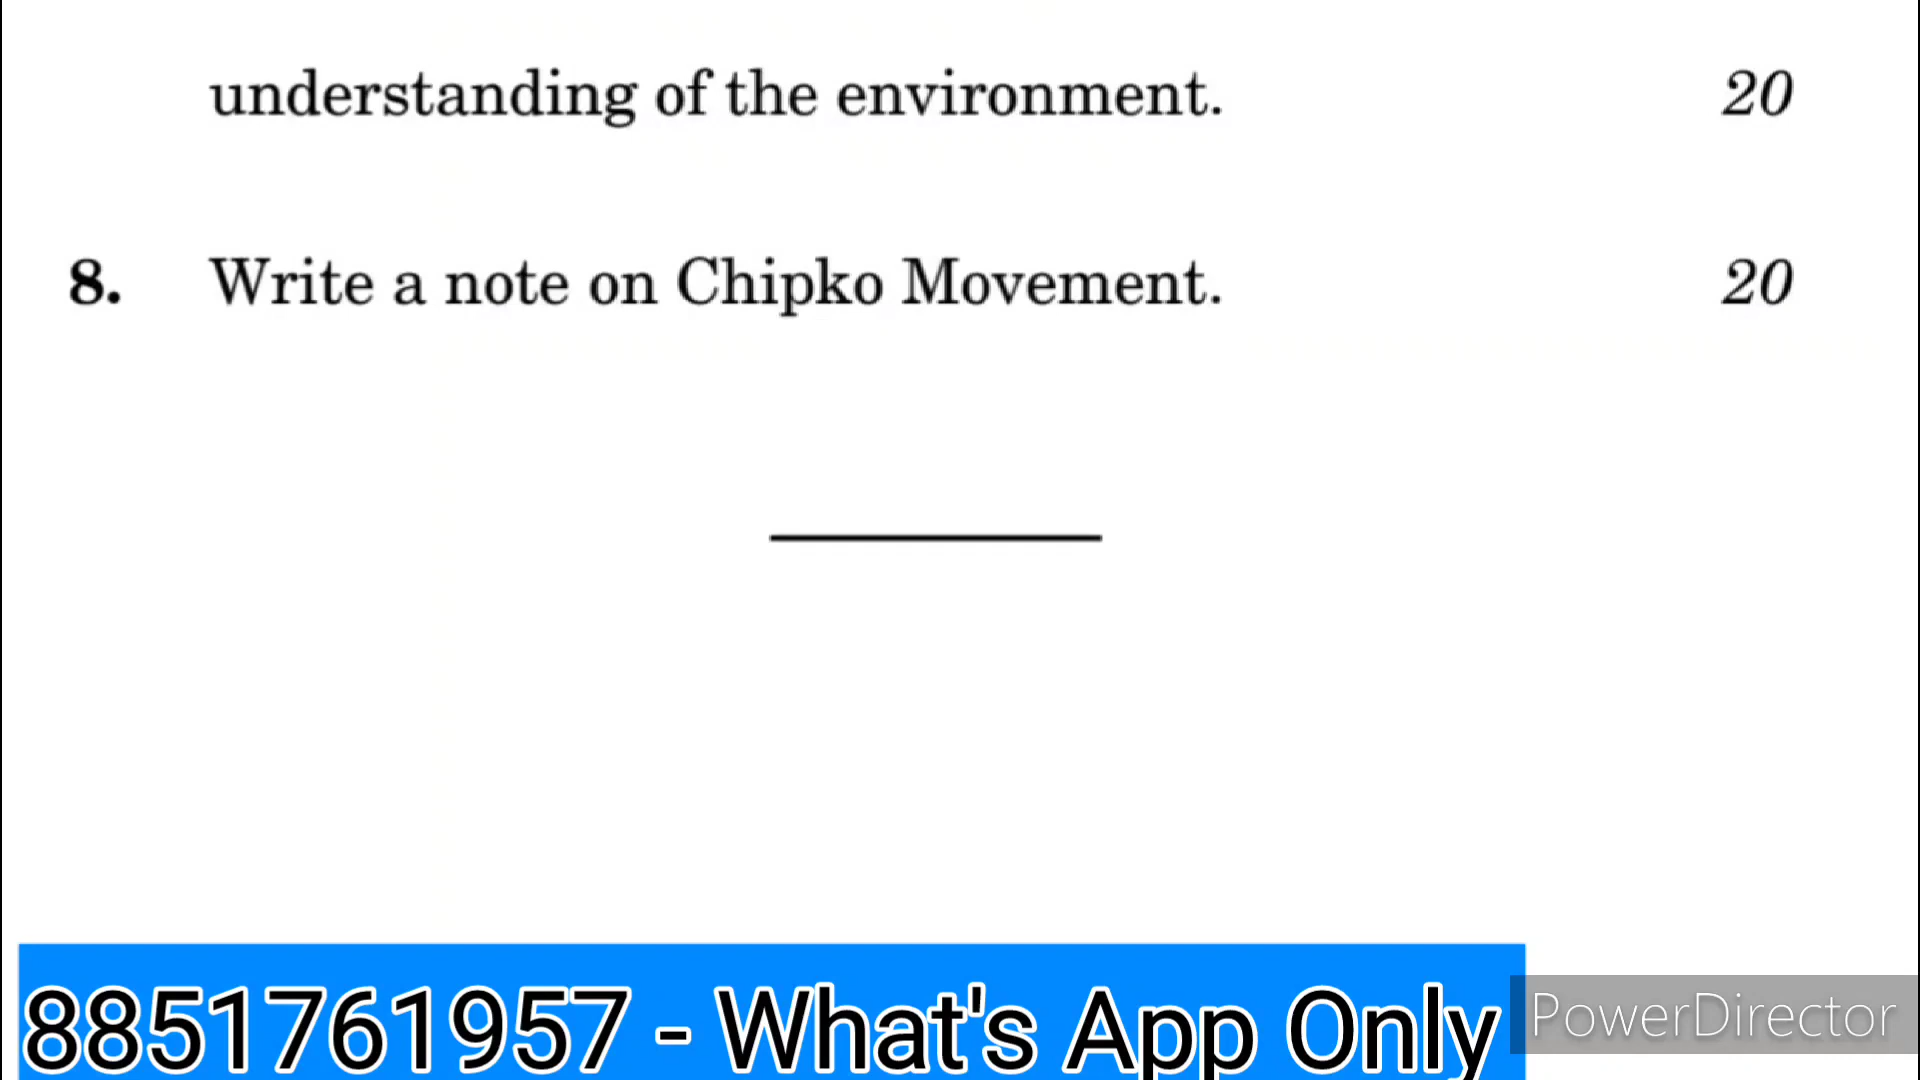 understanding of the environment. 20
8. Write a note on Chipko Movement. 20
8851761957 - What's App Only
PowerDirector